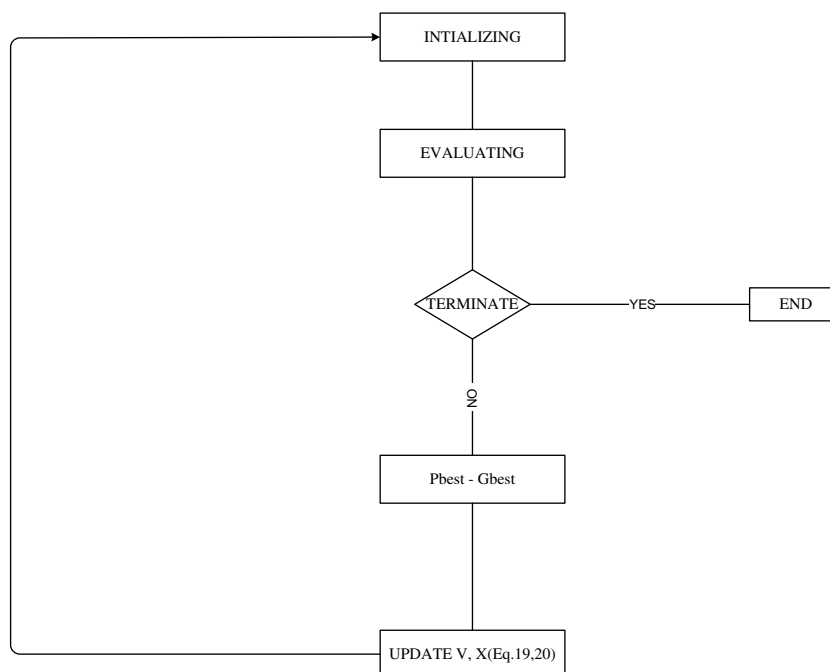 INTIALIZING
EVALUATING
TERMINATE
YES
END
NO
Pbest - Gbest
UPDATE V, X(Eq.19,20)